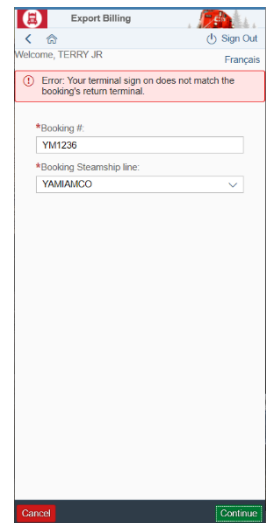 Export Billing
Sign Out
Welcome, TERRY JR
Français
Error: Your terminal sign on does not match the
booking's return terminal.
*Booking #:
YM1236
*Booking Steamship line:
YAMIAMCO
Cancel
Continue